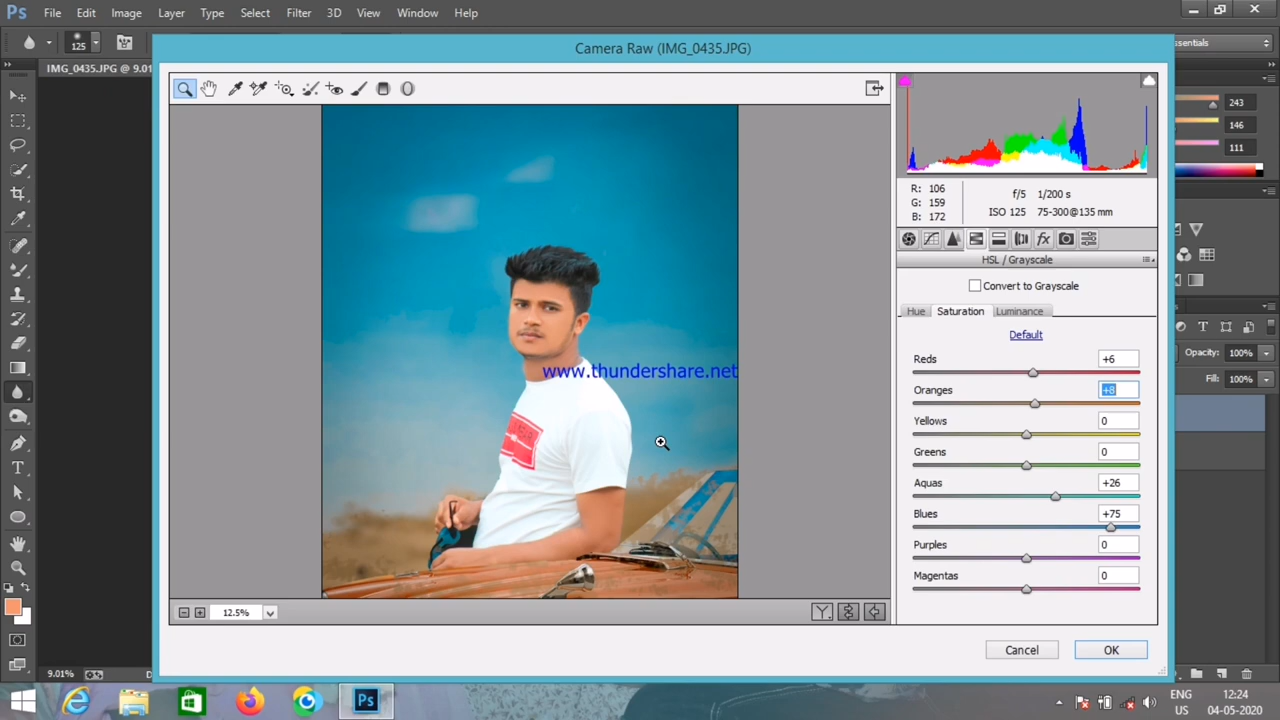 Ps File Edit Image Layer Type Select Filter 3D View Window Help
125
ssentials
Camera Raw (IMG_0435.JPG)
IMG_0435.JPG @ 9.01
243
146
111
R: 106
G: 159
B: 172
f/5 1/200 s
ISO 125 75-300@135 mm
HSL / Grayscale
Convert to Grayscale
Hue Saturation Luminance
Default
Reds +6
Oranges +8
Yellows 0
Greens 0
Aquas +26
Blues +75
Purples 0
Magentas 0
Opacity: 100%
Fill: 100%
www.thundershare.net
12.5%
Y
Cancel OK
9.01%
D
Ps
ENG
US
12:24
04-05-2020